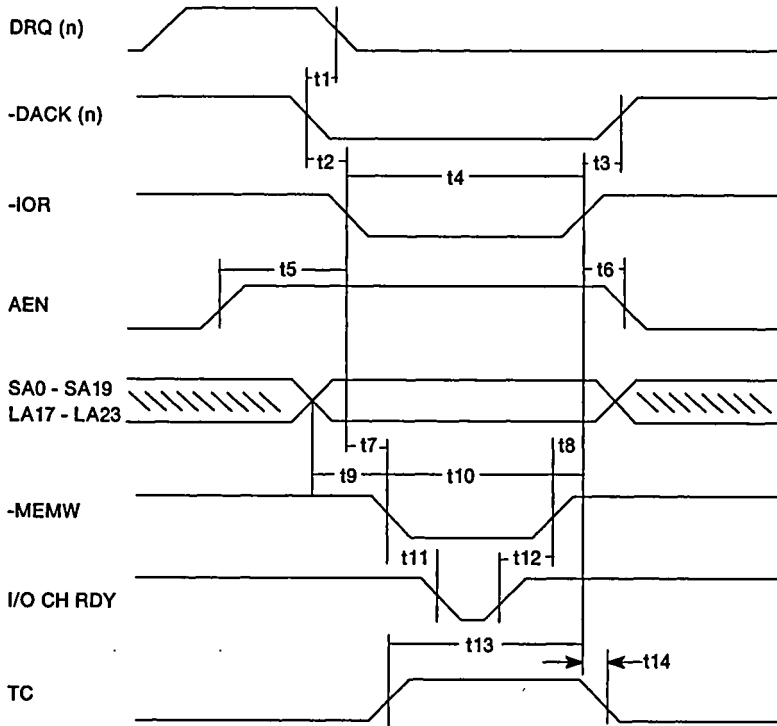 DRQ (n)
t1
-DACK (n)
t2
t3
t4
-IOR
t5
t6
AEN
SA0 - SA19
LA17 - LA23
t7
t8
t9
t10
-MEMW
t11
t12
I/O CH RDY
t13
t14
TC